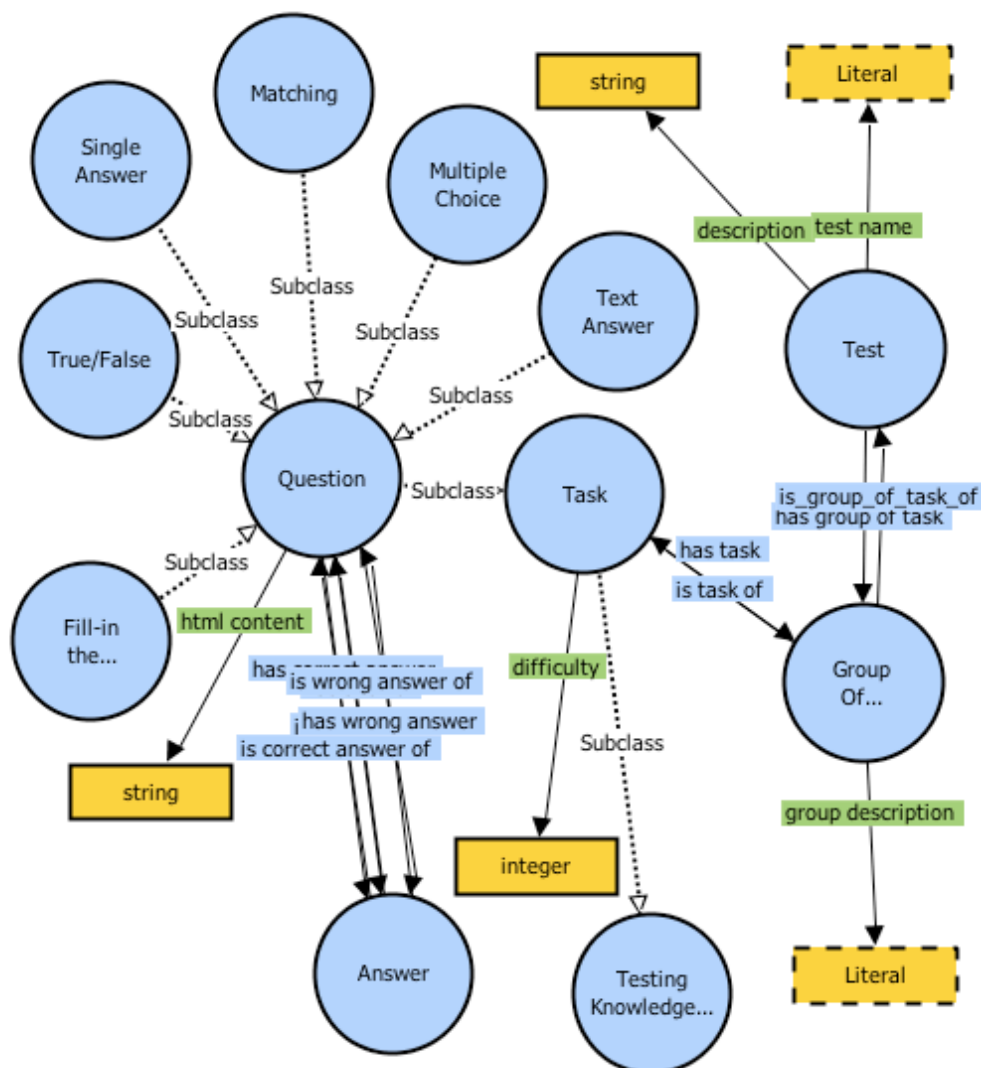 Matching
string
Literal
Single
Answer
Multiple
Choice
description
test name
Subclass
Subclass
Subclass
Text
Answer
True/False
Test
Subclass
Subclass
Question
Subclass
Task
is_group_of_task_of
has group of task
has task
is task of
Subclass
Fill-in
the...
html content
has correct answer
is wrong answer of
difficulty
Group
Of...
has wrong answer
is correct answer of
Subclass
string
group description
integer
Answer
Testing
Knowledge...
Literal